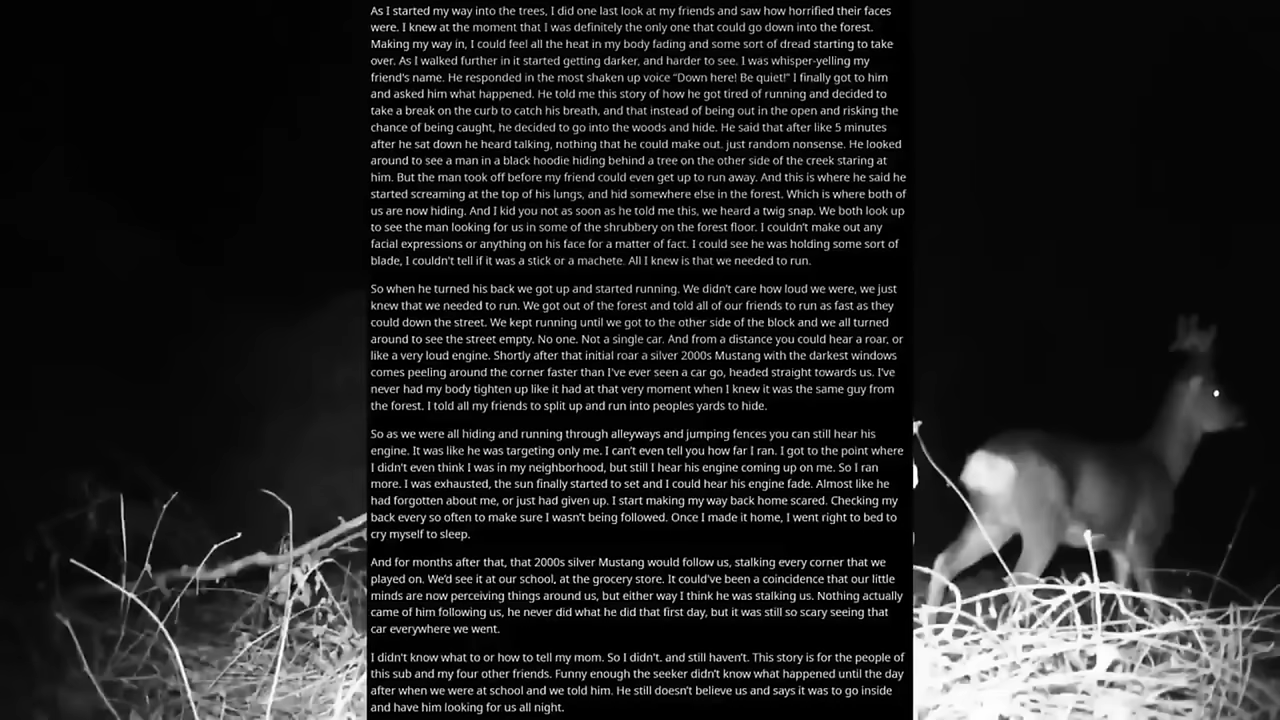 As I started my way into the trees, I did one last look at my friends and saw how horrified their faces
were. I knew at the moment that I was definitely the only one that could go down into the forest.
Making my way in, I could feel all the heat in my body fading and some sort of dread starting to take
over. As I walked further in it started getting darker, and harder to see. I was whisper-yelling my
friend's name. He responded in the most shaken up voice “Down here! Be quiet!” I finally got to him
and asked him what happened. He told me this story of how he got tired of running and decided to
take a break on the curb to catch his breath, and that instead of being out in the open and risking the
chance of being caught, he decided to go into the woods and hide. He said that after like 5 minutes
after he sat down he heard talking, nothing that he could make out. just random nonsense. He looked
around to see a man in a black hoodie hiding behind a tree on the other side of the creek staring at
him. But the man took off before my friend could even get up to run away. And this is where he said he
started screaming at the top of his lungs, and hid somewhere else in the forest. Which is where both of
us are now hiding. And I kid you not as soon as he told me this, we heard a twig snap. We both look up
to see the man looking for us in some of the shrubbery on the forest floor. I couldn’t make out any
facial expressions or anything on his face for a matter of fact. I could see he was holding some sort of
blade, I couldn't tell if it was a stick or a machete. All I knew is that we needed to run.
So when he turned his back we got up and started running. We didn’t care how loud we were, we just
knew that we needed to run. We got out of the forest and told all of our friends to run as fast as they
could down the street. We kept running until we got to the other side of the block and we all turned
around to see the street empty. No one. Not a single car. And from a distance you could hear a roar, or
like a very loud engine. Shortly after that initial roar a silver 2000s Mustang with the darkest windows
comes peeling around the corner faster than I've ever seen a car go, headed straight towards us. I’ve
never had my body tighten up like it had at that very moment when I knew it was the same guy from
the forest. I told all my friends to split up and run into peoples yards to hide.
So as we were all hiding and running through alleyways and jumping fences you can still hear his
engine. It was like he was targeting only me. I can’t even tell you how far I ran. I got to the point where
I didn't even think I was in my neighborhood, but still I hear his engine coming up on me. So I ran
more. I was exhausted, the sun finally started to set and I could hear his engine fade. Almost like he
had forgotten about me, or just had given up. I start making my way back home scared. Checking my
back every so often to make sure I wasn’t being followed. Once I made it home, I went right to bed to
cry myself to sleep.
And for months after that, that 2000s silver Mustang would follow us, stalking every corner that we
played on. We’d see it at our school, at the grocery store. It could've been a coincidence that our little
minds are now perceiving things around us, but either way I think he was stalking us. Nothing actually
came of him following us, he never did what he did that first day, but it was still so scary seeing that
car everywhere we went.
I didn't know what to or how to tell my mom. So I didn't. and still haven’t. This story is for the people of
this sub and my four other friends. Funny enough the seeker didn’t know what happened until the day
after when we were at school and we told him. He still doesn’t believe us and says it was to go inside
and have him looking for us all night.